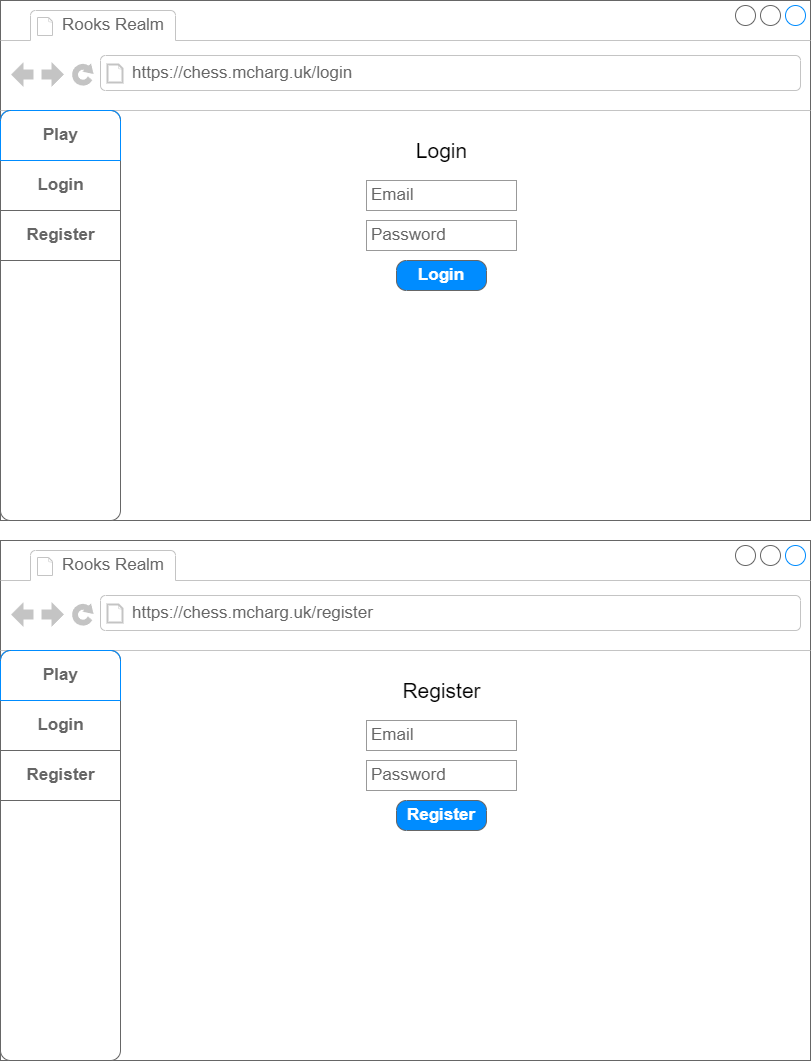 Rooks Realm
https://chess.mcharg.uk/login
Play
Login
Register
Login
Email
Password
Login
Rooks Realm
https://chess.mcharg.uk/register
Play
Login
Register
Register
Email
Password
Register